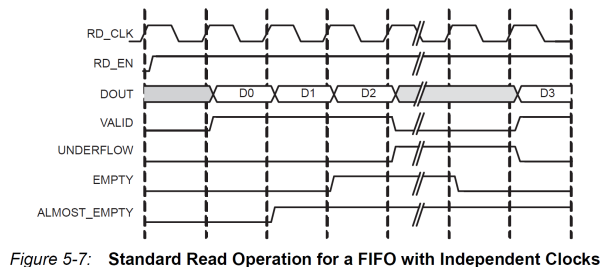 RD_CLK
RD_EN
DOUT D0 D1 D2 D3
VALID
UNDERFLOW
EMPTY
ALMOST_EMPTY
Figure 5-7: Standard Read Operation for a FIFO with Independent Clocks